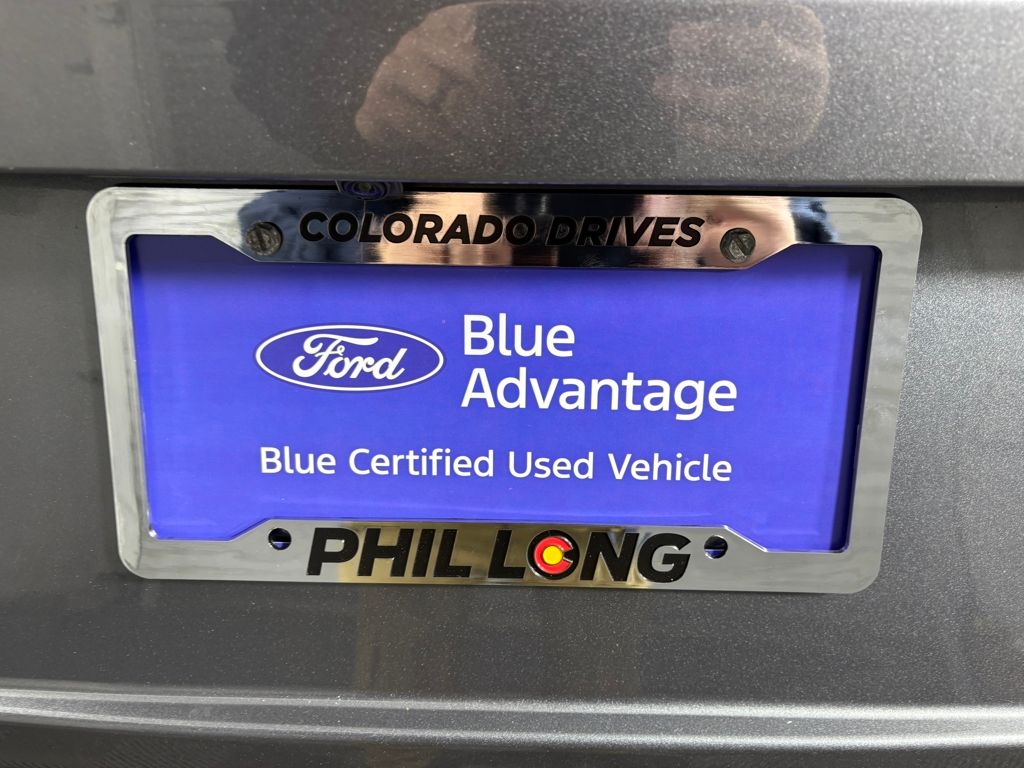 COLORADO DRIVES
Ford
Blue
Advantage
Blue Certified Used Vehicle
PHIL LONG